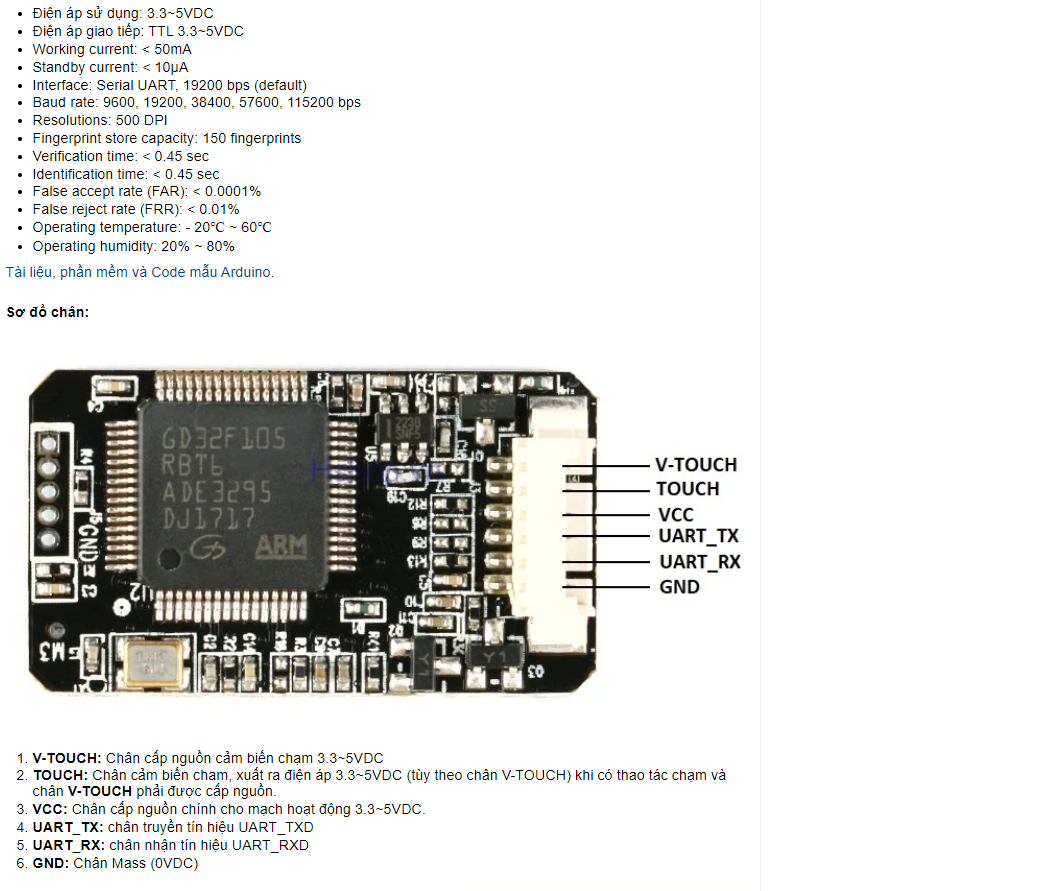 Điện áp sử dụng: 3.3~5VDC
Điện áp giao tiếp: TTL 3.3~5VDC
Working current: < 50mA
Standby current: < 10μA
Interface: Serial UART, 19200 bps (default)
Baud rate: 9600, 19200, 38400, 57600, 115200 bps
Resolutions: 500 DPI
Fingerprint store capacity: 150 fingerprints
Verification time: < 0.45 sec
Identification time: < 0.45 sec
False accept rate (FAR): < 0.0001%
False reject rate (FRR): < 0.01%
Operating temperature: - 20℃ ~ 60℃
Operating humidity: 20% ~ 80%
Tài liệu, phần mềm và Code mẫu Arduino.
Sơ đồ chân:
GD32F105
RBT6
ADE3295
DJ1717
ARM
V-TOUCH
TOUCH
VCC
UART_TX
UART_RX
GND
1. V-TOUCH: Chân cấp nguồn cảm biến chạm 3.3~5VDC
2. TOUCH: Chân cảm biến cham, xuất ra điện áp 3.3~5VDC (tùy theo chân V-TOUCH) khi có thao tác chạm và
chân V-TOUCH phải được cấp nguồn.
3. VCC: Chân cấp nguồn chính cho mạch hoạt động 3.3~5VDC.
4. UART_TX: chân truyền tín hiệu UART_TXD
5. UART_RX: chân nhận tín hiệu UART_RXD
6. GND: Chân Mass (0VDC)